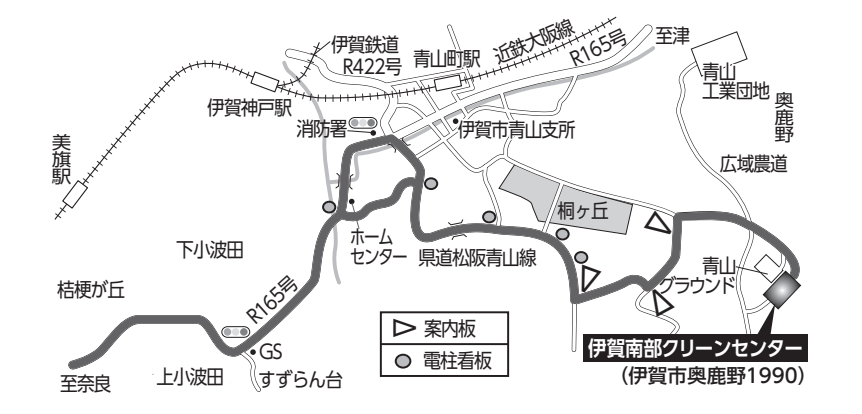 伊賀鉄道
R422号
青山町駅
近鉄大阪線
R165号
至津
青山
工業団地
奥鹿野
伊賀神戸駅
消防署
伊賀市青山支所
美旗駅
広域農道
桐ヶ丘
ホーム
センター
県道松阪青山線
下小波田
青山
グラウンド
桔梗が丘
R165号
案内板
電柱看板
伊賀南部クリーンセンター
(伊賀市奥鹿野1990)
GS
至奈良
上小波田
すずらん台